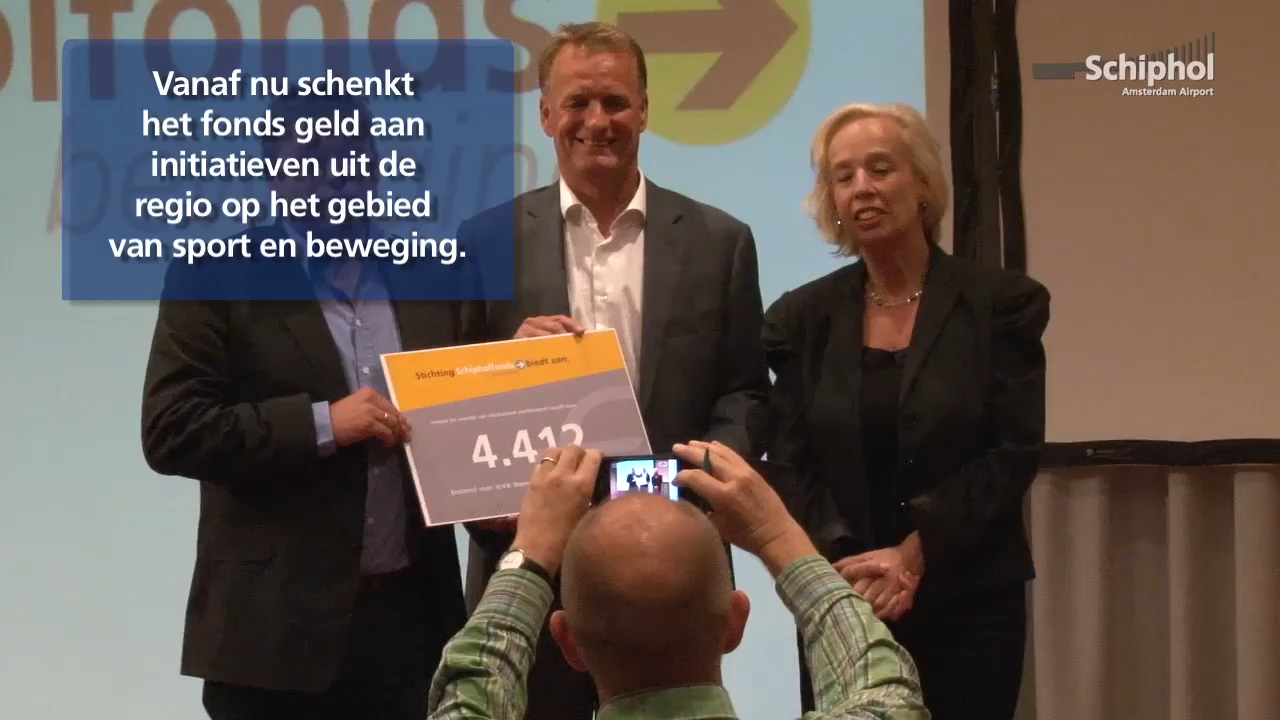 olfonds
Vanaf nu schenkt
het fonds geld aan
initiatieven uit de
regio op het gebied
van sport en beweging.
Schiphol
Amsterdam Airport
Stichting Schipholfonds biedt aan:
4.412